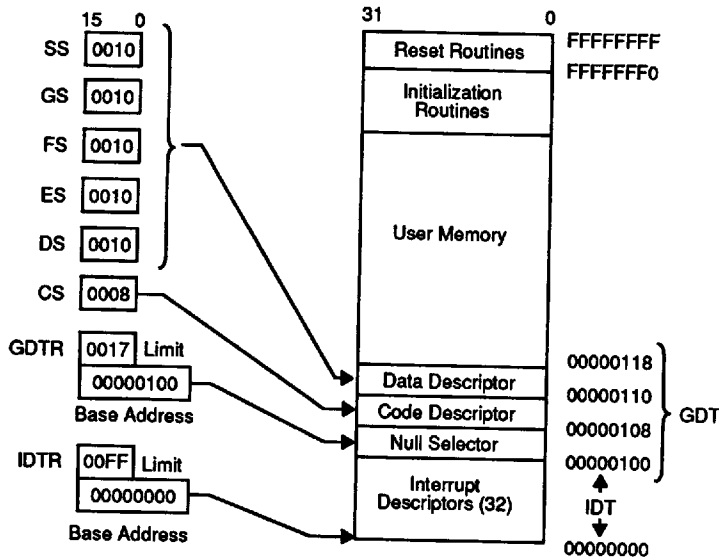 15 0
SS 0010
GS 0010
FS 0010
ES 0010
DS 0010
CS 0008
GDTR 0017 Limit
00000100
Base Address
IDTR 00FF Limit
00000000
Base Address
31 0
Reset Routines
Initialization
Routines
User Memory
Data Descriptor
Code Descriptor
Null Selector
Interrupt
Descriptors (32)
FFFFFFFF
FFFFFFF0
00000118
00000110
00000108
00000100
GDT
IDT
00000000